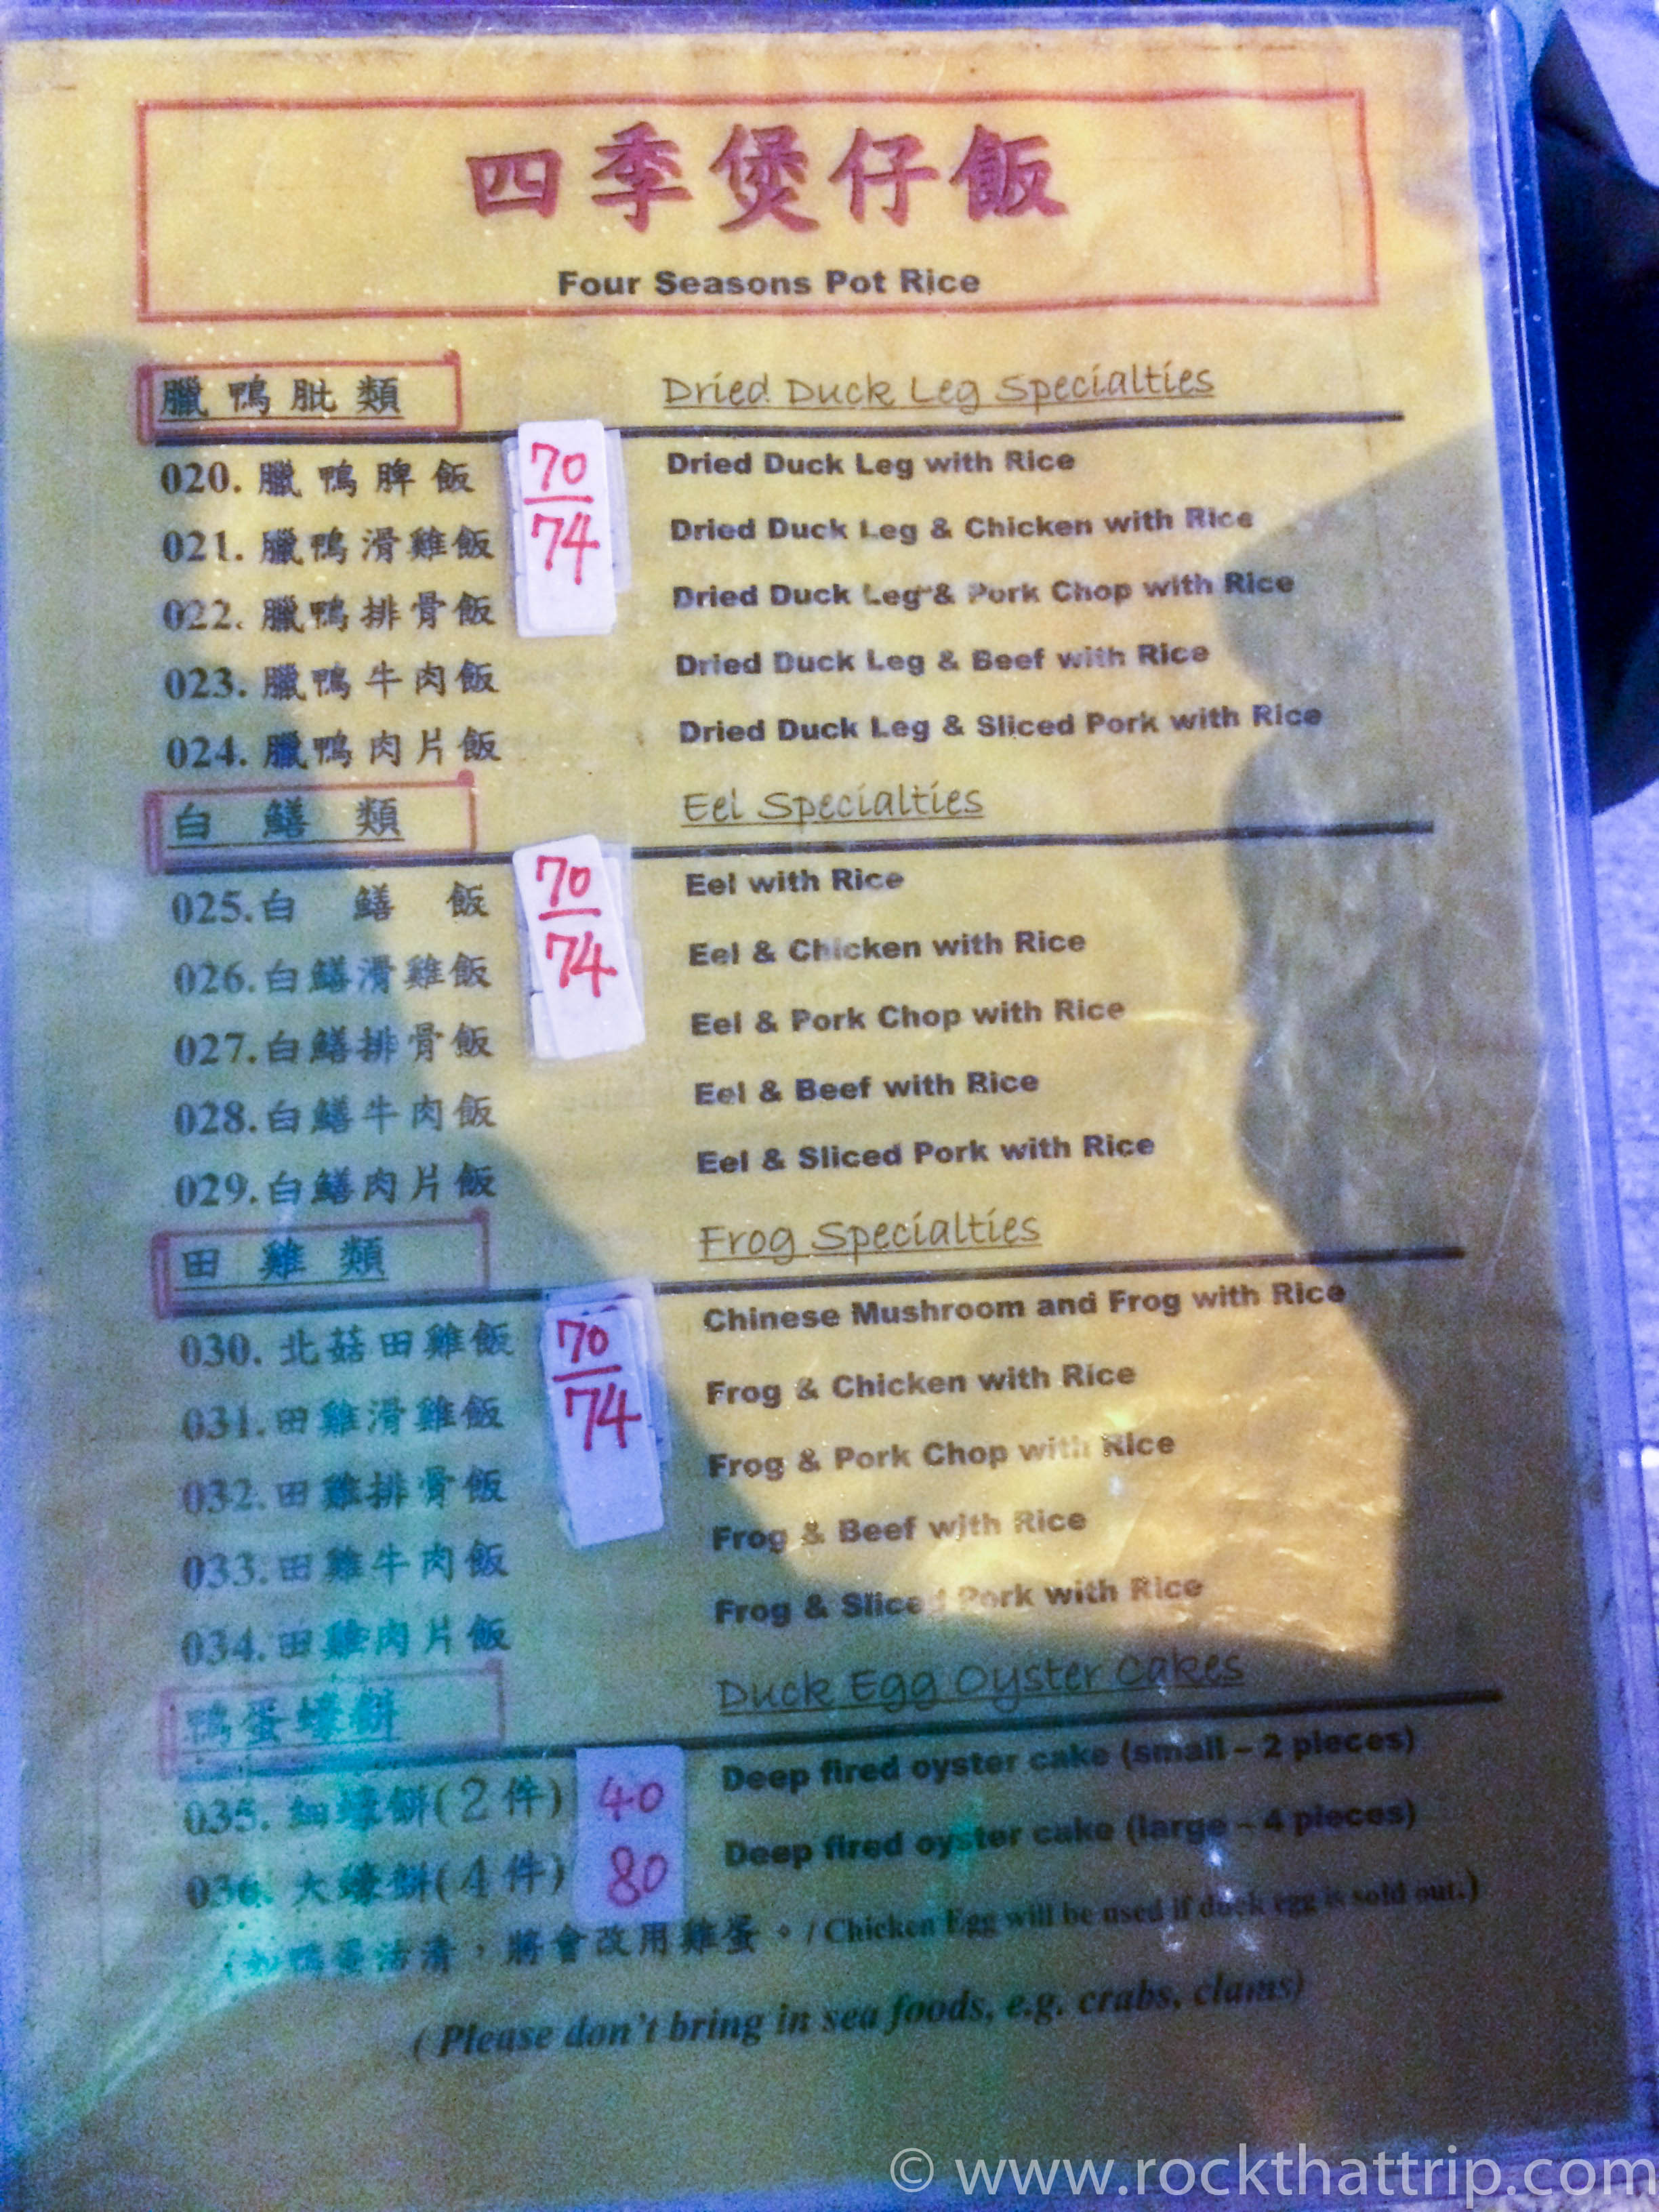 四季煲仔飯
Four Seasons Pot Rice
臘鴨肶類 Dried Duck Leg Specialties
020. 臘鴨脾飯 70 Dried Duck Leg with Rice
021. 臘鴨滑雞飯 74 Dried Duck Leg & Chicken with Rice
022. 臘鴨排骨飯 Dried Duck Leg & Pork Chop with Rice
023. 臘鴨牛肉飯 Dried Duck Leg & Beef with Rice
024. 臘鴨肉片飯 Dried Duck Leg & Sliced Pork with Rice
白鱔類 Eel Specialties
025.白鱔飯 70 Eel with Rice
026.白鱔滑雞飯 74 Eel & Chicken with Rice
027.白鱔排骨飯 Eel & Pork Chop with Rice
028.白鱔牛肉飯 Eel & Beef with Rice
029.白鱔肉片飯 Eel & Sliced Pork with Rice
田雞類 Frog Specialties
030. 北菇田雞飯 70 Chinese Mushroom and Frog with Rice
031.田雞滑雞飯 74 Frog & Chicken with Rice
032.田雞排骨飯 Frog & Pork Chop with Rice
033.田雞牛肉飯 Frog & Beef with Rice
034.田雞肉片飯 Frog & Sliced Pork with Rice
鴨蛋蠔餅 Duck Egg Oyster Cakes
035. 細蠔餅(2件) 40 Deep fired oyster cake (small – 2 pieces)
036. 大蠔餅(4件) 80 Deep fired oyster cake (large – 4 pieces)
(如鴨蛋沽清，將會改用雞蛋。/ Chicken Egg will be used if duck egg is sold out.)
( Please don't bring in sea foods, e.g. crabs, clams)
© www.rockthattrip.com